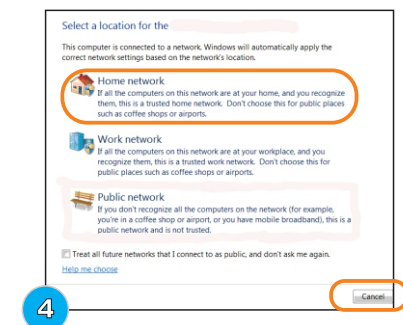 Select a location for the
This computer is connected to a network. Windows will automatically apply the
correct network settings based on the network's location.
Home network
If all the computers on this network are at your home, and you recognize
them, this is a trusted home network. Don't choose this for public places
such as coffee shops or airports.
Work network
If all the computers on this network are at your workplace, and you
recognize them, this is a trusted work network. Don't choose this for
public places such as coffee shops or airports.
Public network
If you don't recognize all the computers on the network (for example,
you're in a coffee shop or airport, or you have mobile broadband), this is a
public network and is not trusted.
Treat all future networks that I connect to as public, and don't ask me again.
Help me choose
Cancel
4